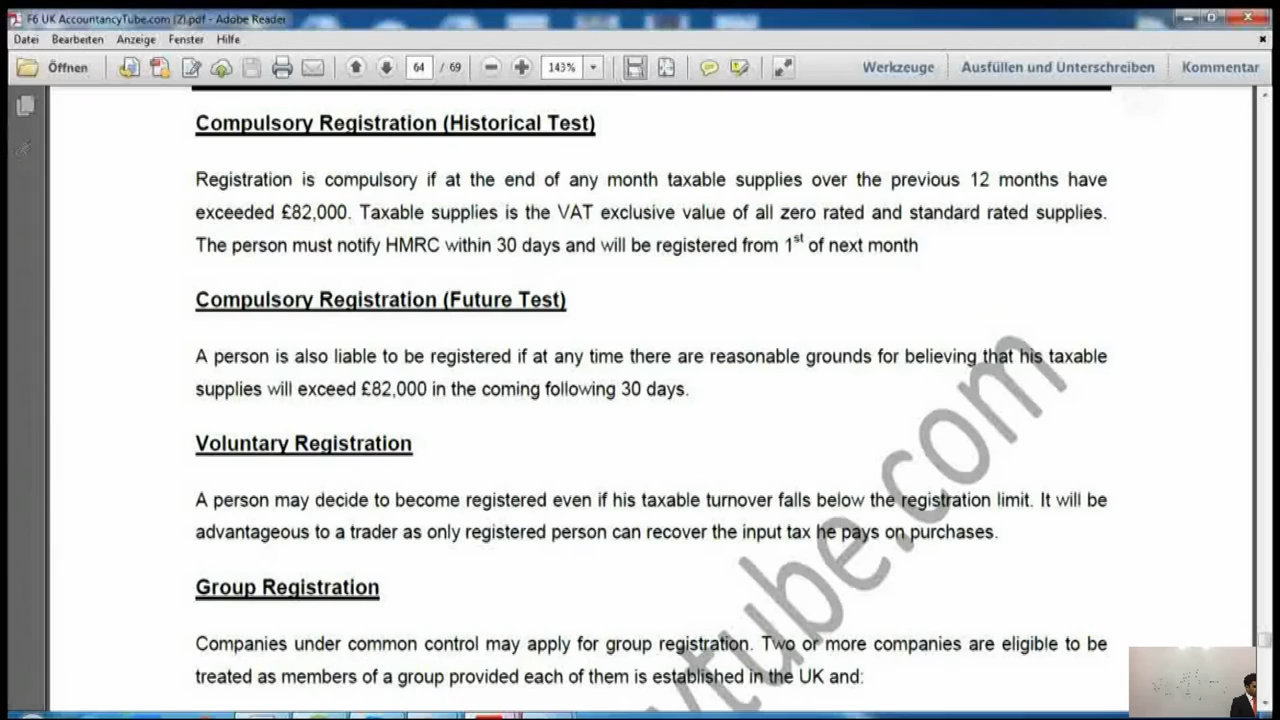 F6 UK AccountancyTube.com (2).pdf - Adobe Reader
Datei Bearbeiten Anzeige Fenster Hilfe
Öffnen 64 / 69 143% Werkzeuge Ausfüllen und Unterschreiben Kommentar
Compulsory Registration (Historical Test)
Registration is compulsory if at the end of any month taxable supplies over the previous 12 months have
exceeded £82,000. Taxable supplies is the VAT exclusive value of all zero rated and standard rated supplies.
The person must notify HMRC within 30 days and will be registered from 1st of next month
Compulsory Registration (Future Test)
A person is also liable to be registered if at any time there are reasonable grounds for believing that his taxable
supplies will exceed £82,000 in the coming following 30 days.
Voluntary Registration
A person may decide to become registered even if his taxable turnover falls below the registration limit. It will be
advantageous to a trader as only registered person can recover the input tax he pays on purchases.
Group Registration
Companies under common control may apply for group registration. Two or more companies are eligible to be
treated as members of a group provided each of them is established in the UK and:
ytube.com